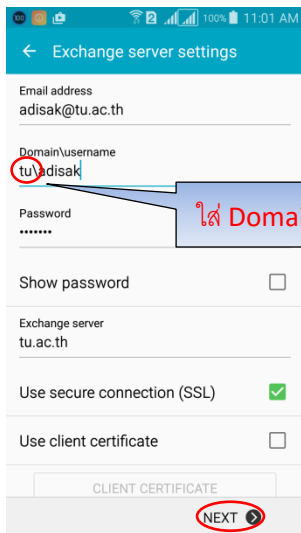 100% 11:01 AM
Exchange server settings
Email address
adisak@tu.ac.th
Domain\username
tu\adisak
ใส่ Domai
Password
•••••••
Show password
Exchange server
tu.ac.th
Use secure connection (SSL)
Use client certificate
CLIENT CERTIFICATE
NEXT